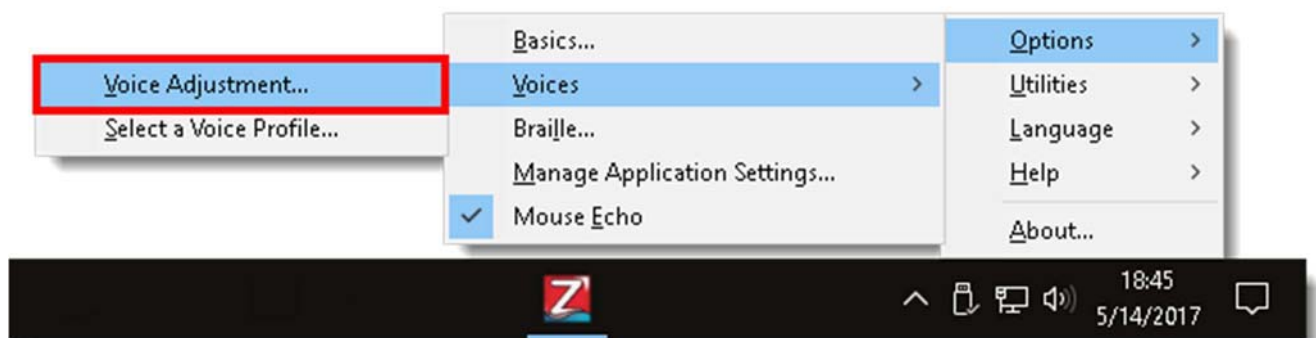 Voice Adjustment...
Select a Voice Profile...
Basics...
Voices
Braille...
Manage Application Settings...
Mouse Echo
Options
Utilities
Language
Help
About...
Z
18:45
5/14/2017